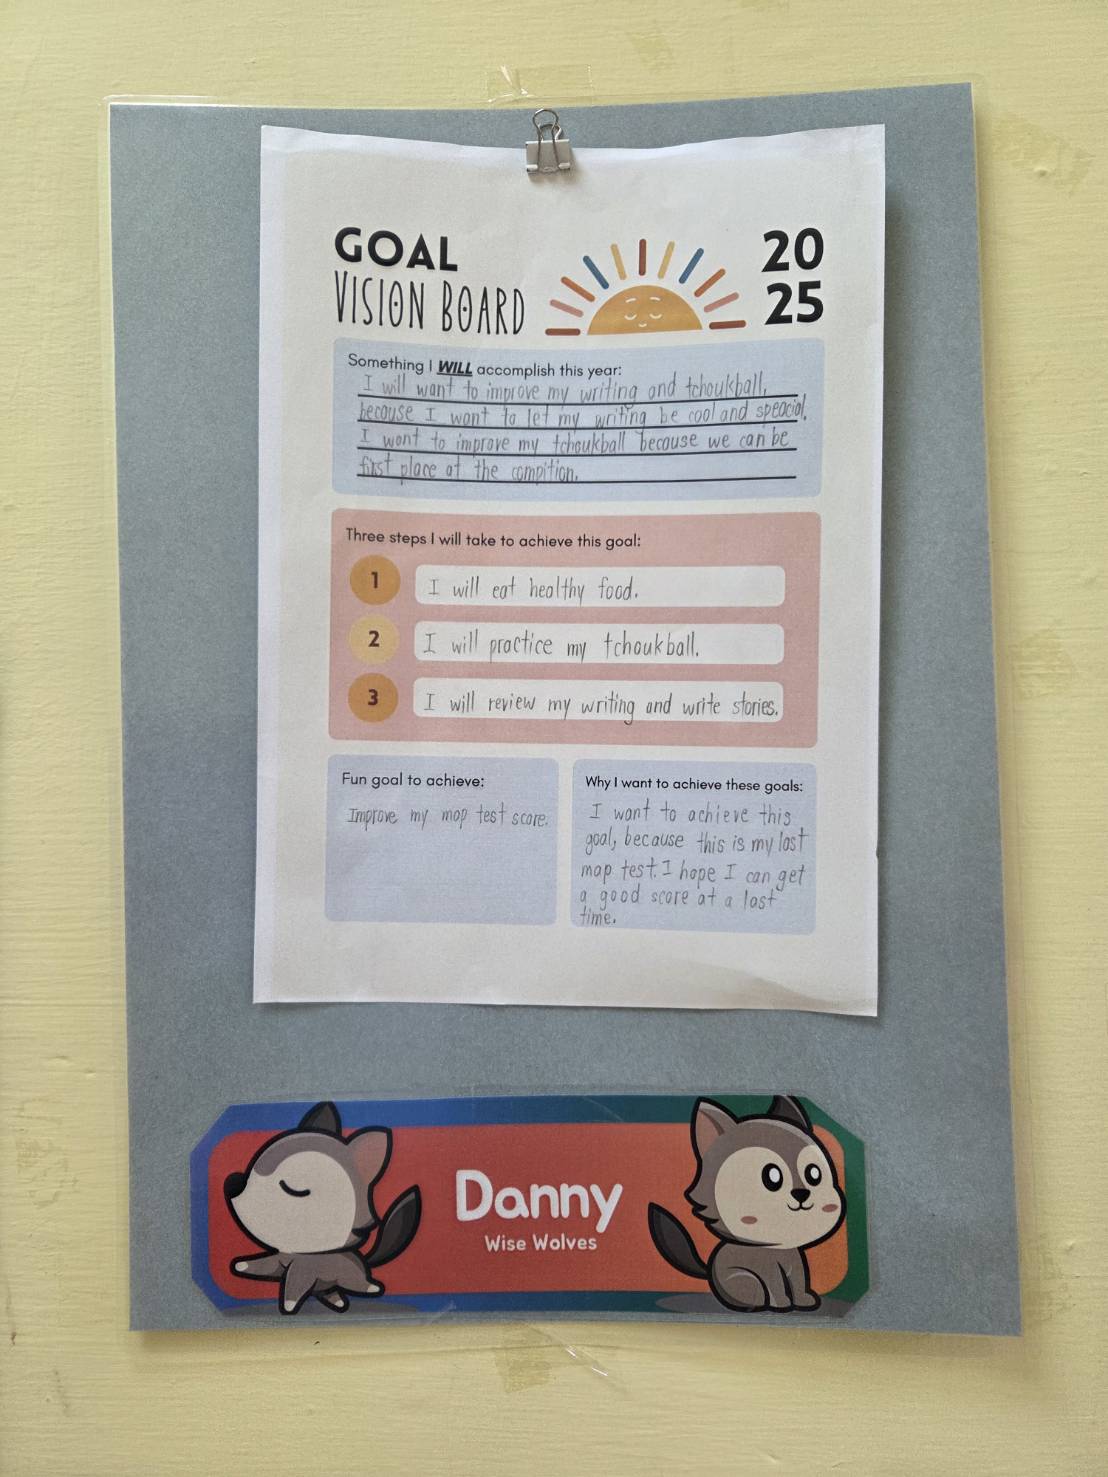 GOAL
VISION BOARD
20
25
Something I WILL accomplish this year:
I will want to improve my writing and tchoukball,
because I want to let my writing be cool and speacial.
I want to improve my tchoukball because we can be
first place at the compition.
Three steps I will take to achieve this goal:
1 I will eat healthy food.
2 I will practice my tchoukball.
3 I will review my writing and write stories.
Fun goal to achieve:
Improve my map test score.
Why I want to achieve these goals:
I want to achieve this
goal, because this is my last
map test. I hope I can get
a good score at a last
time.
Danny
Wise Wolves